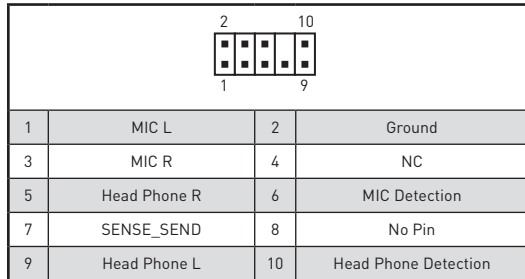 2 10
1 9
1 MIC L 2 Ground
3 MIC R 4 NC
5 Head Phone R 6 MIC Detection
7 SENSE_SEND 8 No Pin
9 Head Phone L 10 Head Phone Detection